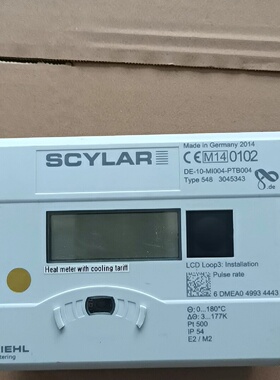 Made in Germany 2014
SCYLAR
CE M14 0102
DE-10-MI004-PTB004
Type 548 3045343
.de
Heat meter with cooling tariff
LCD Loop3: Installation
Pulse rate
6 DMEA0 4993 4443
Θ: 0...180°C
ΔΘ: 3...177K
Pt 500
IP 54
E2 / M2
IEHL
tering